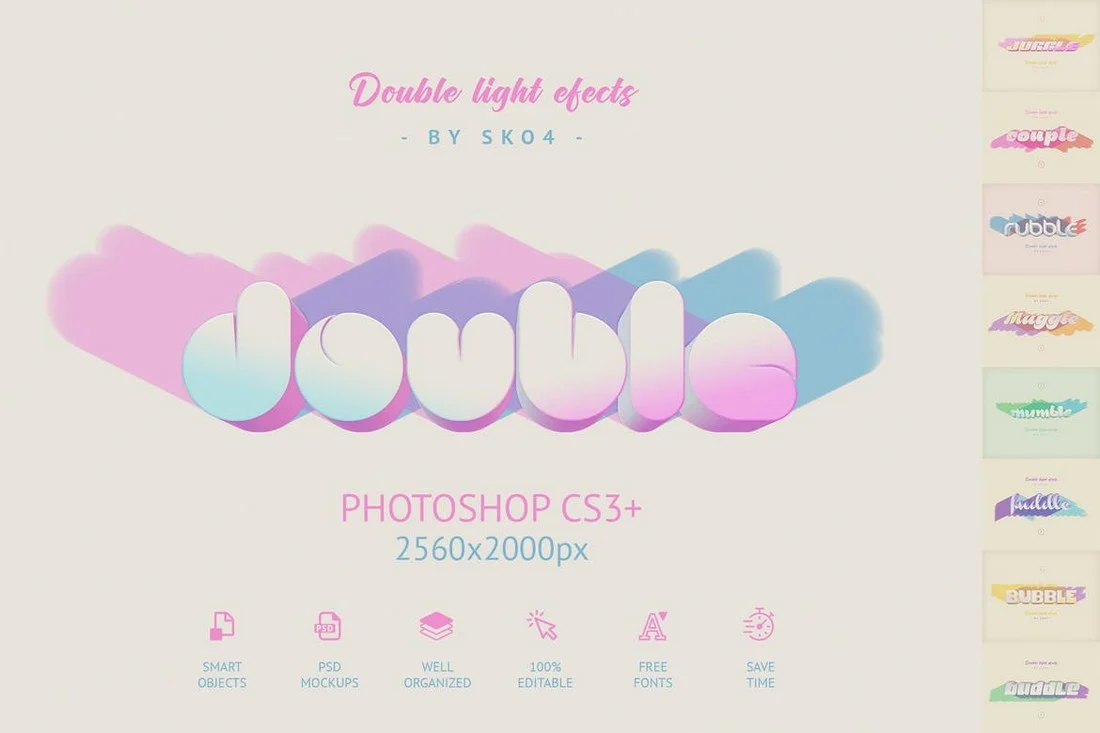 Double light efects
- BY SKO4 -
double
PHOTOSHOP CS3+
2560x2000px
SMART
OBJECTS
PSD
PSD
MOCKUPS
WELL
ORGANIZED
100%
EDITABLE
A
FREE
FONTS
SAVE
TIME
JUGGLE
couple
rubble
Muggle
mumble
fuddle
BUBBLE
buddle